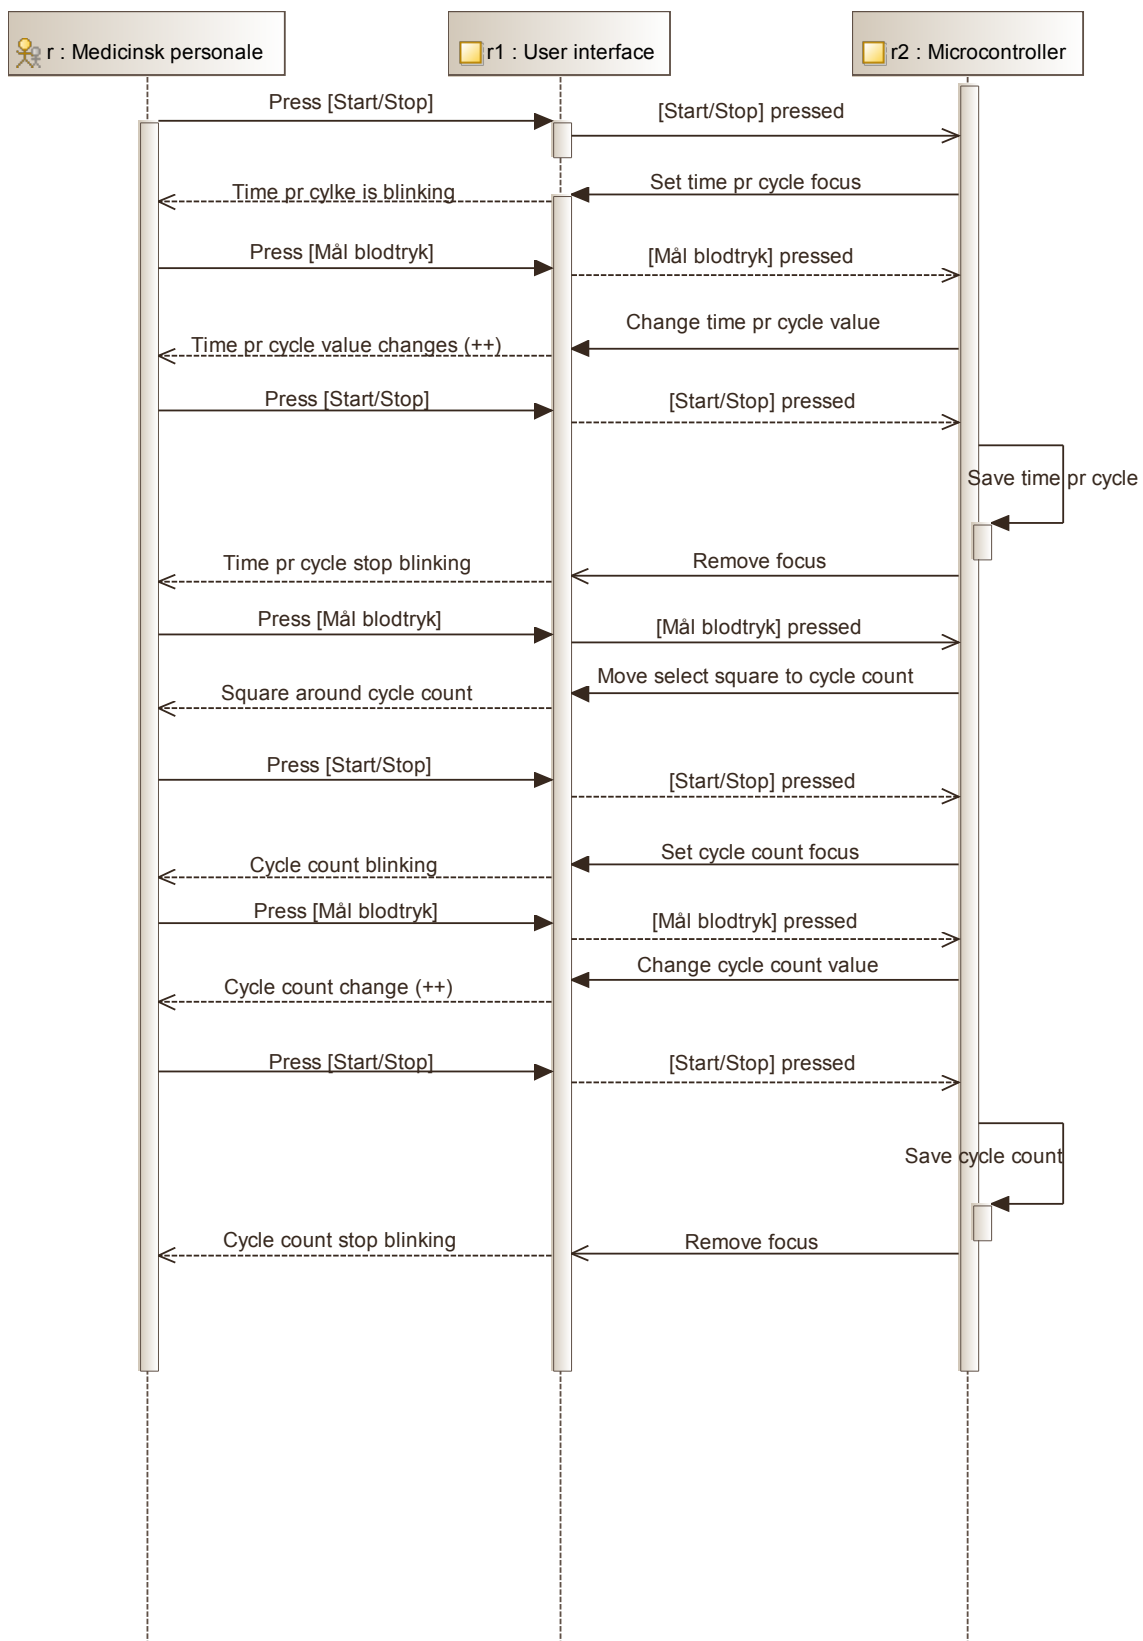 r : Medicinsk personale
r1 : User interface
r2 : Microcontroller
Press [Start/Stop]
[Start/Stop] pressed
Set time pr cycle focus
Time pr cylke is blinking
Press [Mål blodtryk]
[Mål blodtryk] pressed
Change time pr cycle value
Time pr cycle value changes (++)
Press [Start/Stop]
[Start/Stop] pressed
Save time pr cycle
Remove focus
Time pr cycle stop blinking
Press [Mål blodtryk]
[Mål blodtryk] pressed
Move select square to cycle count
Square around cycle count
Press [Start/Stop]
[Start/Stop] pressed
Set cycle count focus
Cycle count blinking
Press [Mål blodtryk]
[Mål blodtryk] pressed
Change cycle count value
Cycle count change (++)
Press [Start/Stop]
[Start/Stop] pressed
Save cycle count
Cycle count stop blinking
Remove focus